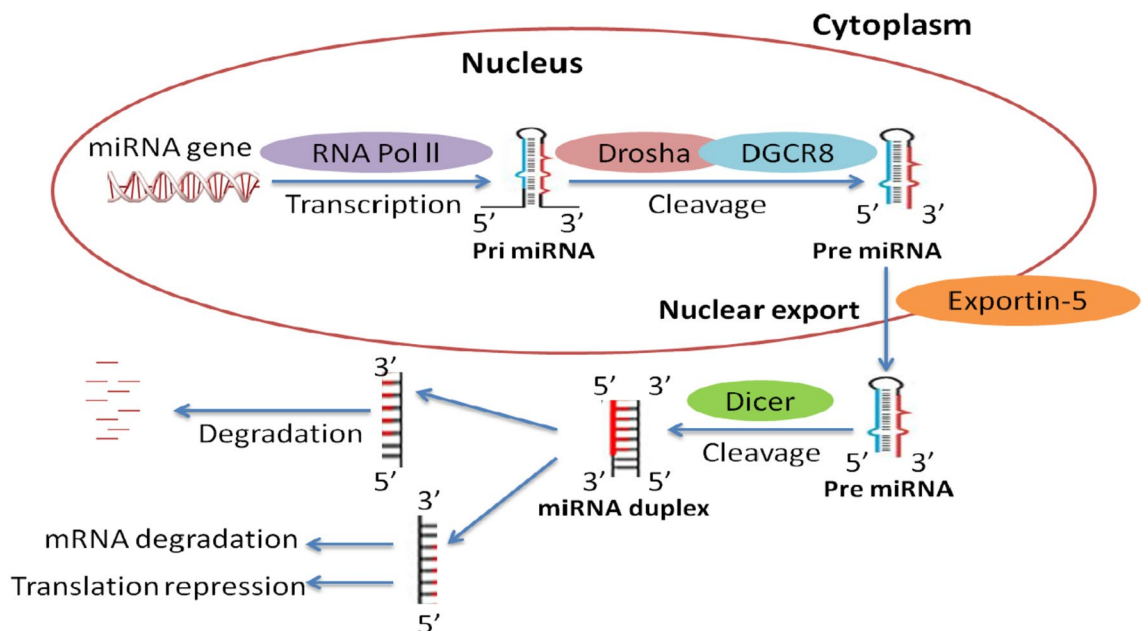 Cytoplasm
Nucleus
miRNA gene
RNA Pol II
Drosha
DGCR8
Transcription
Cleavage
5’ 3’
5’ 3’
Pri miRNA
Pre miRNA
Nuclear export
Exportin-5
3’
5’ 3’
Dicer
Degradation
Cleavage
5’ 3’
5’
3’ 5’
Pre miRNA
miRNA duplex
3’
mRNA degradation
Translation repression
5’